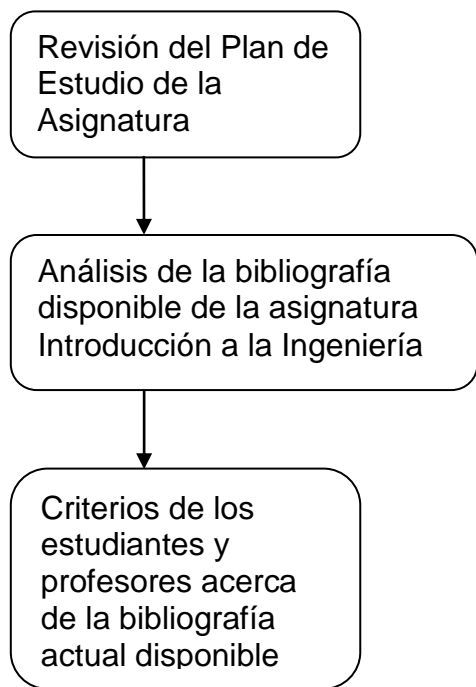 Revisión del Plan de
Estudio de la
Asignatura
Análisis de la bibliografía
disponible de la asignatura
Introducción a la Ingeniería
Criterios de los
estudiantes y
profesores acerca
de la bibliografía
actual disponible